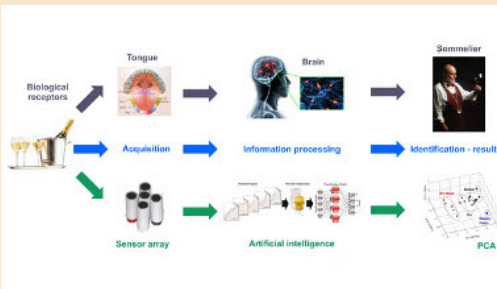 Tongue
Brain
Sommelier
Biological
receptors
Acquisition
Information processing
Identification - result
Sensor array
Artificial intelligence
PCA